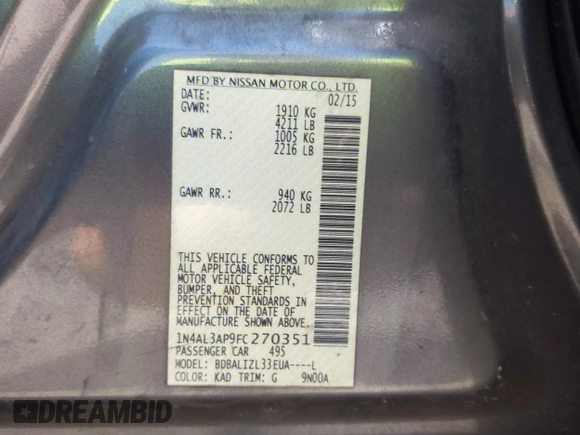 MFD BY NISSAN MOTOR CO., LTD.
DATE: 02/15
GVWR: 1910 KG
4211 LB
GAWR FR.: 1005 KG
2216 LB
GAWR RR.: 940 KG
2072 LB
THIS VEHICLE CONFORMS TO
ALL APPLICABLE FEDERAL
MOTOR VEHICLE SAFETY,
BUMPER, AND THEFT
PREVENTION STANDARDS IN
EFFECT ON THE DATE OF
MANUFACTURE SHOWN ABOVE.
1N4AL3AP9FC270351
PASSENGER CAR 495
MODEL: BDBALIZL33EUA----L
COLOR: KAD TRIM: G 9N00A
DREAMBID